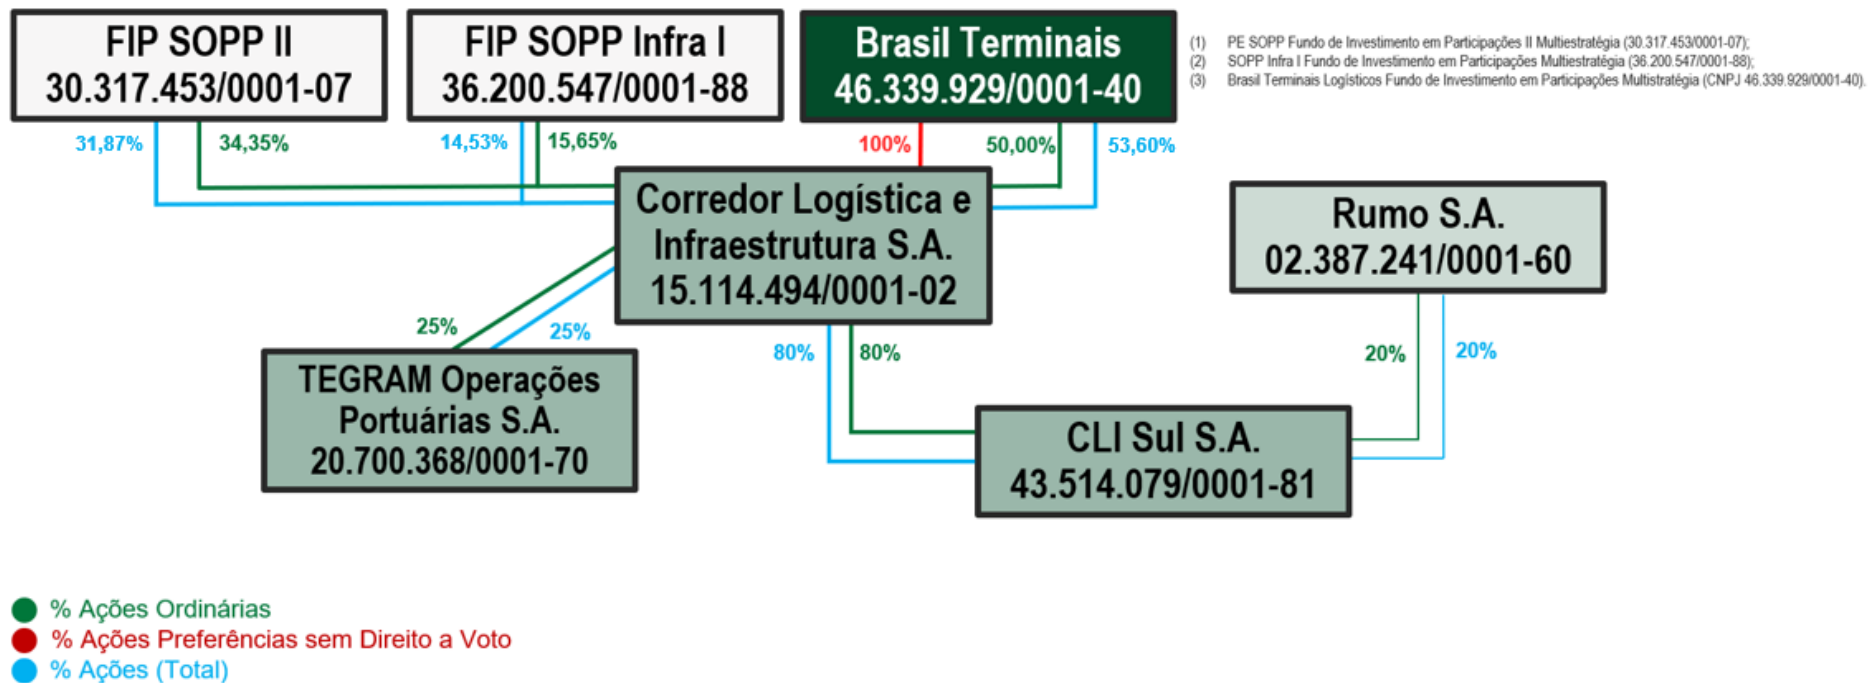 FIP SOPP II
30.317.453/0001-07
FIP SOPP Infra I
36.200.547/0001-88
Brasil Terminais
46.339.929/0001-40
(1) PE SOPP Fundo de Investimento em Participações II Multiestratégia (30.317.453/0001-07);
(2) SOPP Infra I Fundo de Investimento em Participações Multiestratégia (36.200.547/0001-88);
(3) Brasil Terminais Logísticos Fundo de Investimento em Participações Multistratégia (CNPJ 46.339.929/0001-40).
31,87%
34,35%
14,53%
15,65%
100%
50,00%
53,60%
Corredor Logística e
Infraestrutura S.A.
15.114.494/0001-02
Rumo S.A.
02.387.241/0001-60
25%
25%
80%
80%
20%
20%
TEGRAM Operações
Portuárias S.A.
20.700.368/0001-70
CLI Sul S.A.
43.514.079/0001-81
% Ações Ordinárias
% Ações Preferências sem Direito a Voto
% Ações (Total)